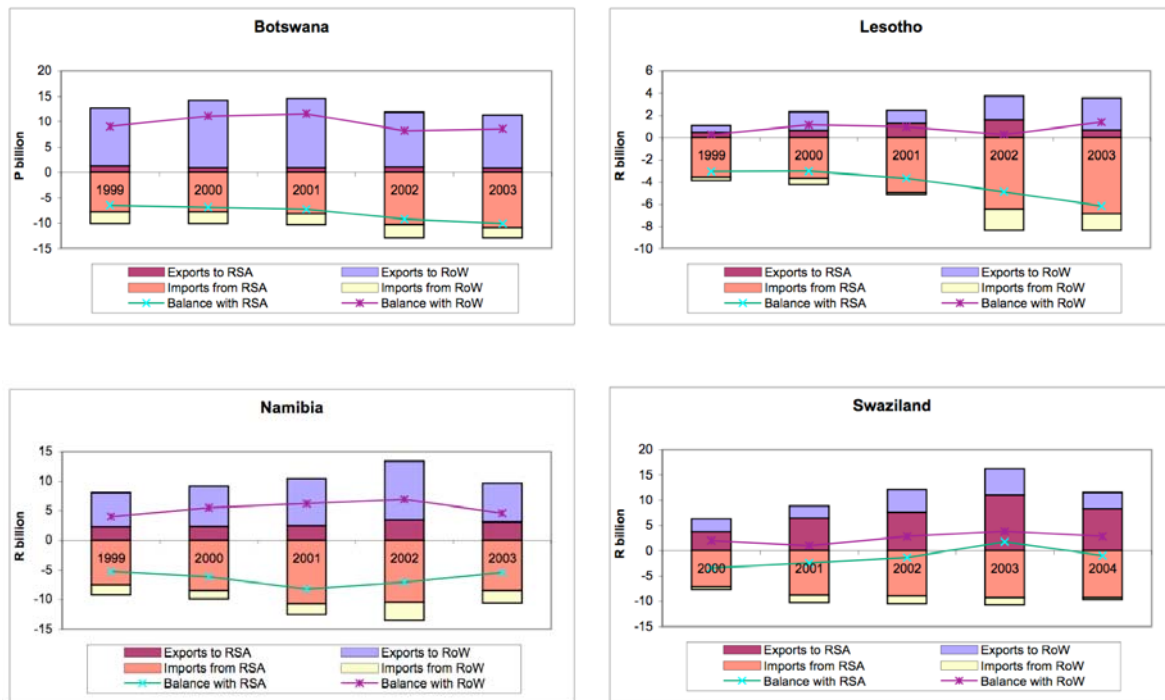 Botswana
20
15
10
5
0
-5
-10
-15
P billion
1999 2000 2001 2002 2003
Exports to RSA Exports to RoW
Imports from RSA Imports from RoW
Balance with RSA Balance with RoW
Lesotho
6
4
2
0
-2
-4
-6
-8
-10
R billion
1999 2000 2001 2002 2003
Exports to RSA Exports to RoW
Imports from RSA Imports from RoW
Balance with RSA Balance with RoW
Namibia
15
10
5
0
-5
-10
-15
R billion
1999 2000 2001 2002 2003
Exports to RSA Exports to RoW
Imports from RSA Imports from RoW
Balance with RSA Balance with RoW
Swaziland
20
15
10
5
0
-5
-10
-15
R billion
2000 2001 2002 2003 2004
Exports to RSA Exports to RoW
Imports from RSA Imports from RoW
Balance with RSA Balance with RoW